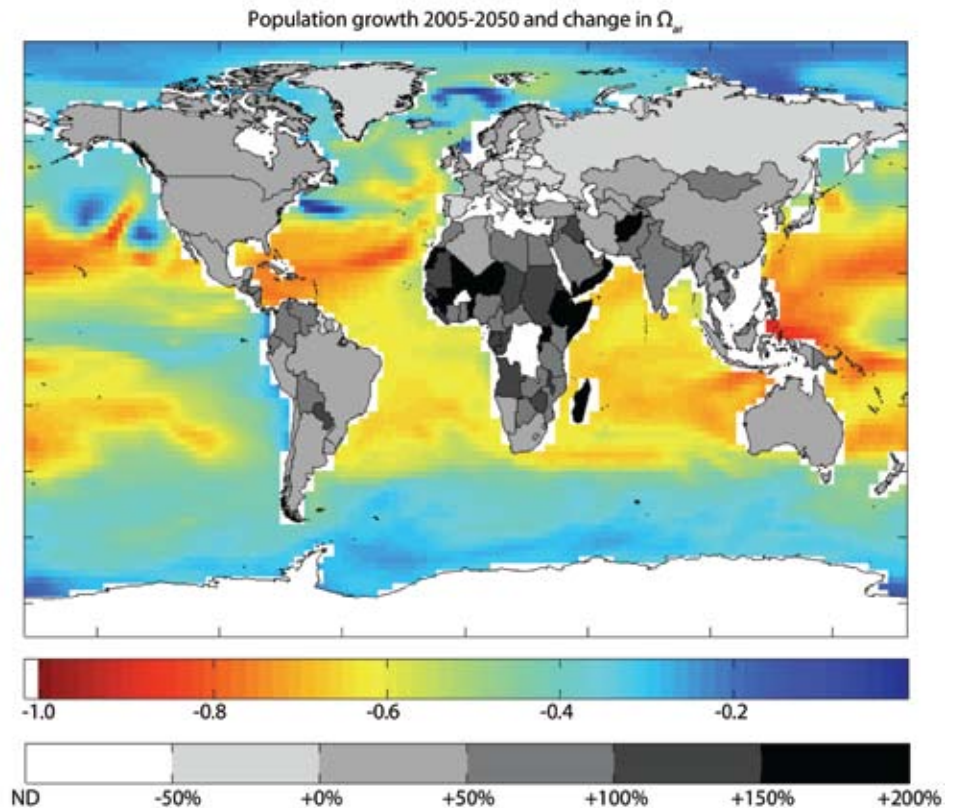 Population growth 2005-2050 and change in Ωar
-1.0 -0.8 -0.6 -0.4 -0.2
ND -50% +0% +50% +100% +150% +200%